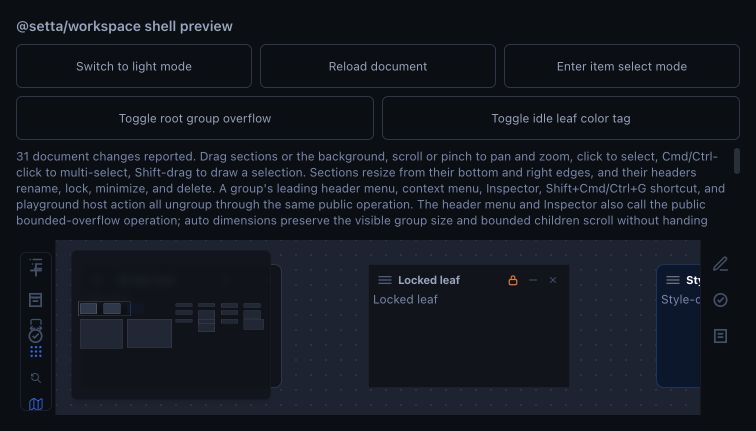 @setta/workspace shell preview
Switch to light mode
Reload document
Enter item select mode
Toggle root group overflow
Toggle idle leaf color tag
31 document changes reported. Drag sections or the background, scroll or pinch to pan and zoom, click to select, Cmd/Ctrl-
click to multi-select, Shift-drag to draw a selection. Sections resize from their bottom and right edges, and their headers
rename, lock, minimize, and delete. A group's leading header menu, context menu, Inspector, Shift+Cmd/Ctrl+G shortcut, and
playground host action all ungroup through the same public operation. The header menu and Inspector also call the public
bounded-overflow operation; auto dimensions preserve the visible group size and bounded children scroll without handing
Locked leaf
Locked leaf
Sty
Style-c